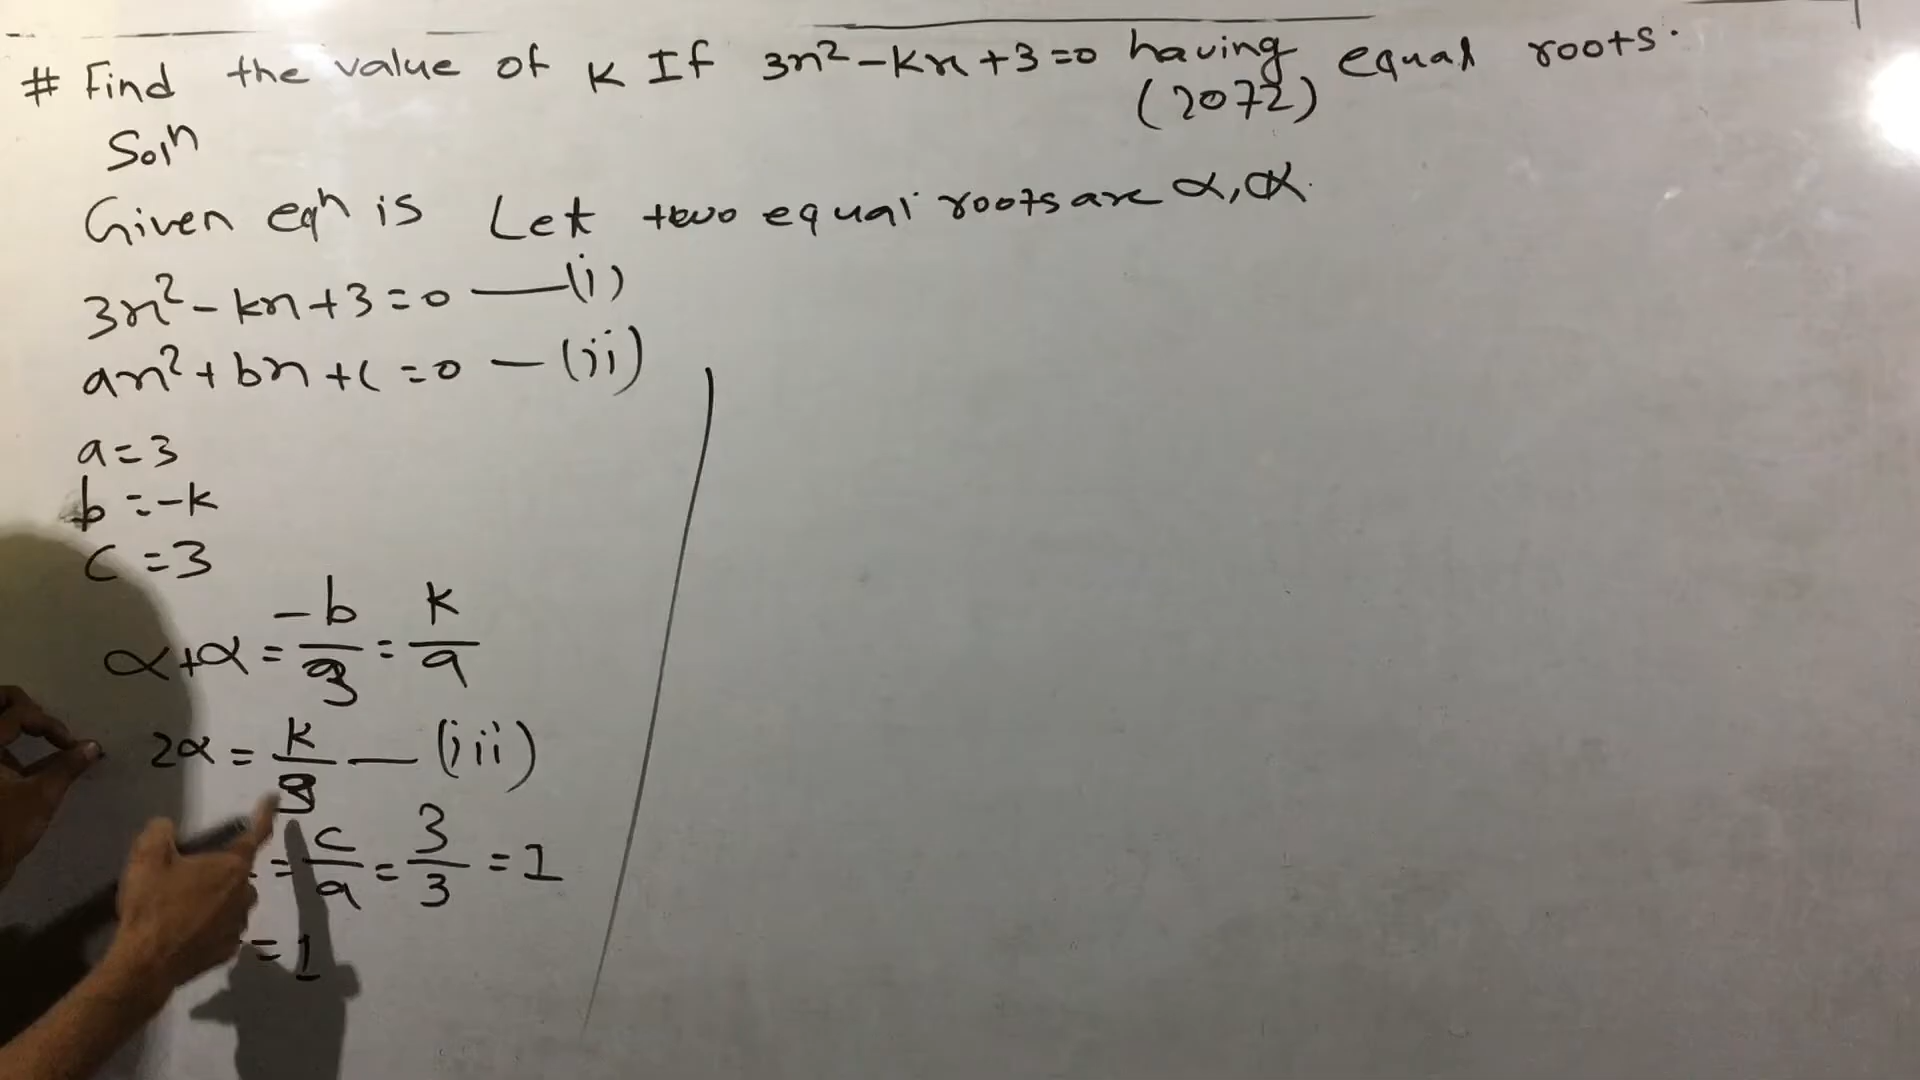 # Find the value of K If 3x² - Kx + 3 = 0 having equal roots.
(2072)
Solⁿ
Given eqⁿ is Let two equal roots are α, α.
3x² - kx + 3 = 0 — (i)
ax² + bx + c = 0 — (ii)
a = 3
b = -k
c = 3
α + α = -b/3 = k/a
2α = k/3 — (iii)
= c/a = 3/3 = 1
= 1